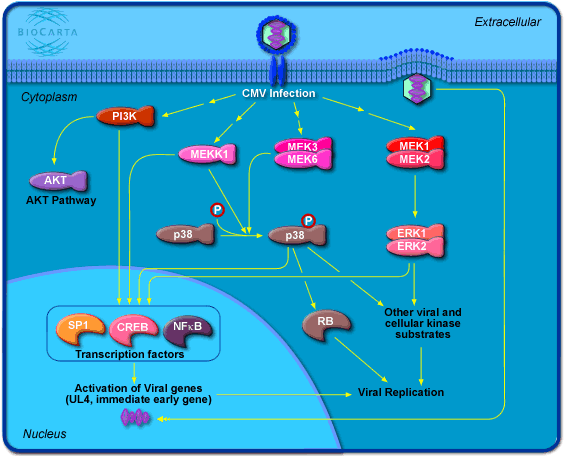 BIOCARTA
Extracellular
Cytoplasm
CMV Infection
PI3K
MEKK1
MEK3
MEK6
MEK1
MEK2
AKT
AKT Pathway
P
P
p38
p38
ERK1
ERK2
SP1
CREB
NFκB
Transcription factors
RB
Other viral and
cellular kinase
substrates
Activation of Viral genes
(UL4, immediate early gene)
Viral Replication
Nucleus